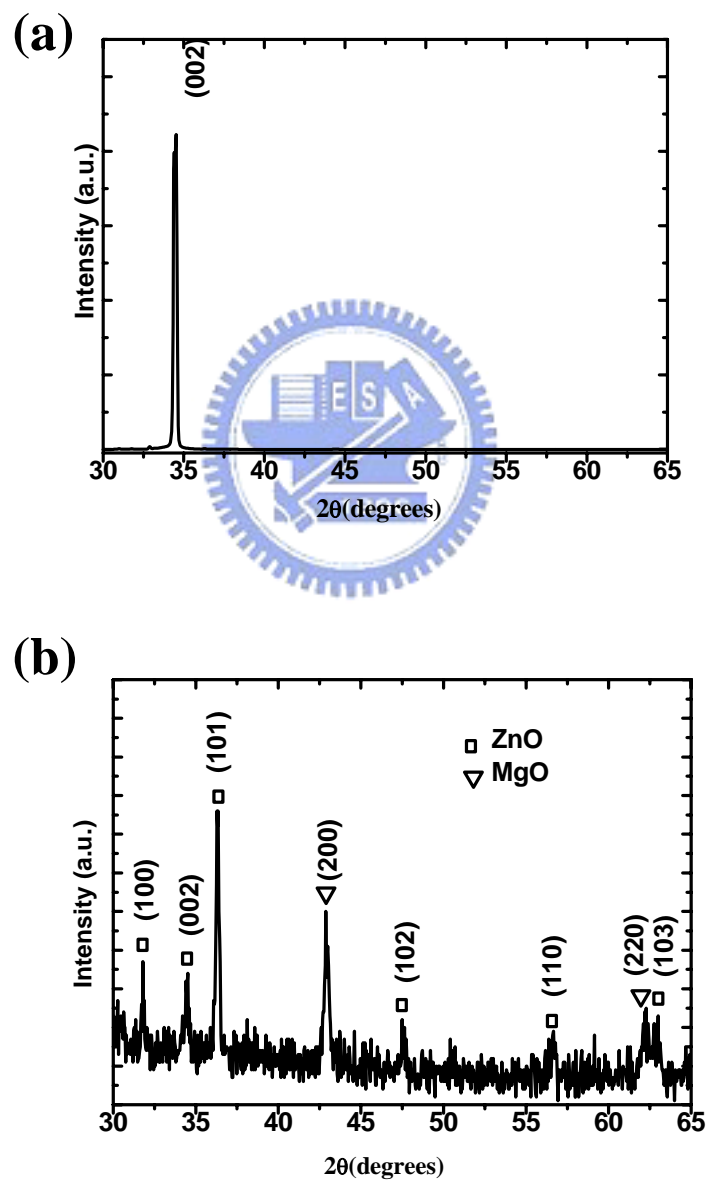 (a)
(002)
Intensity (a.u.)
30 35 40 45 50 55 60 65
2θ(degrees)
E S A
(b)
(101)
ZnO
MgO
(200)
(100)
(002)
(102)
(110)
(220)
(103)
Intensity (a.u.)
30 35 40 45 50 55 60 65
2θ(degrees)